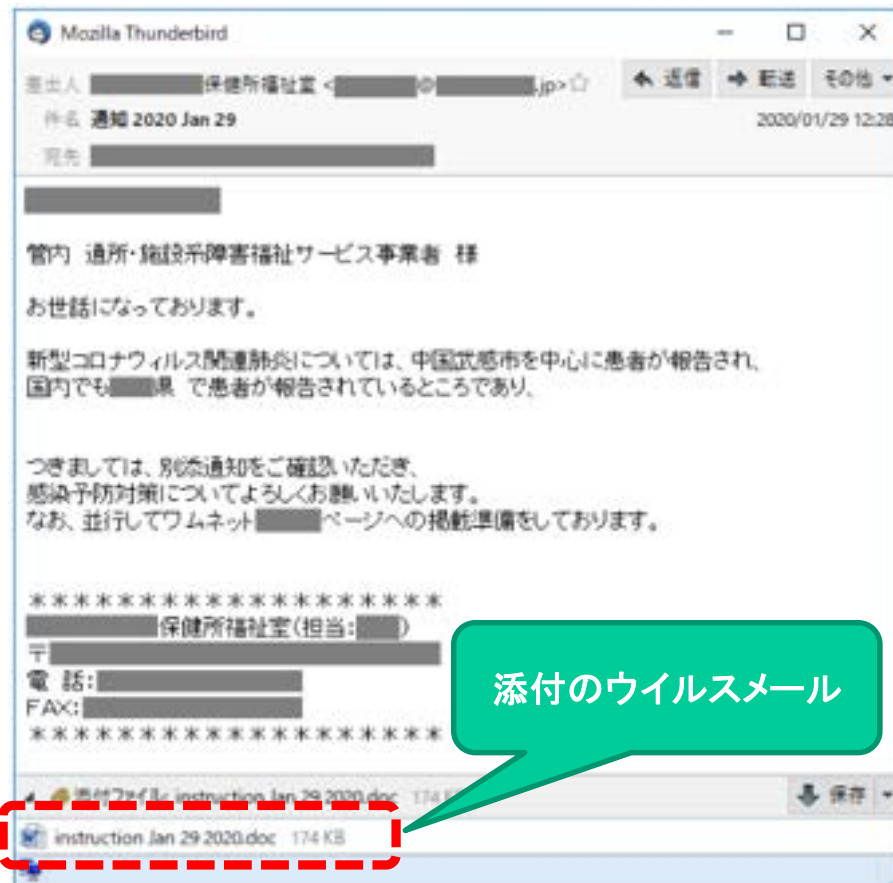 Mozilla Thunderbird
差出人 保健所福祉室 < @ .jp> 返信 転送 その他
件名 通知 2020 Jan 29 2020/01/29 12:28
宛先
管内 通所・施設系障害福祉サービス事業者 様
お世話になっております。
新型コロナウィルス関連肺炎については、中国武漢市を中心に患者が報告され、
国内でも 県 で患者が報告されているところであり、
つきましては、別添通知をご確認いただき、
感染予防対策についてよろしくお願いいたします。
なお、並行してワムネット ページへの掲載準備をしております。
* * * * * * * * * * * * * * * * * * *
保健所福祉室(担当: )
〒
電 話:
FAX:
* * * * * * * * * * * * * * * * * * *
添付のウイルスメール
添付ファイル: instruction Jan 29 2020.doc 174 保存
instruction Jan 29 2020.doc 174 KB